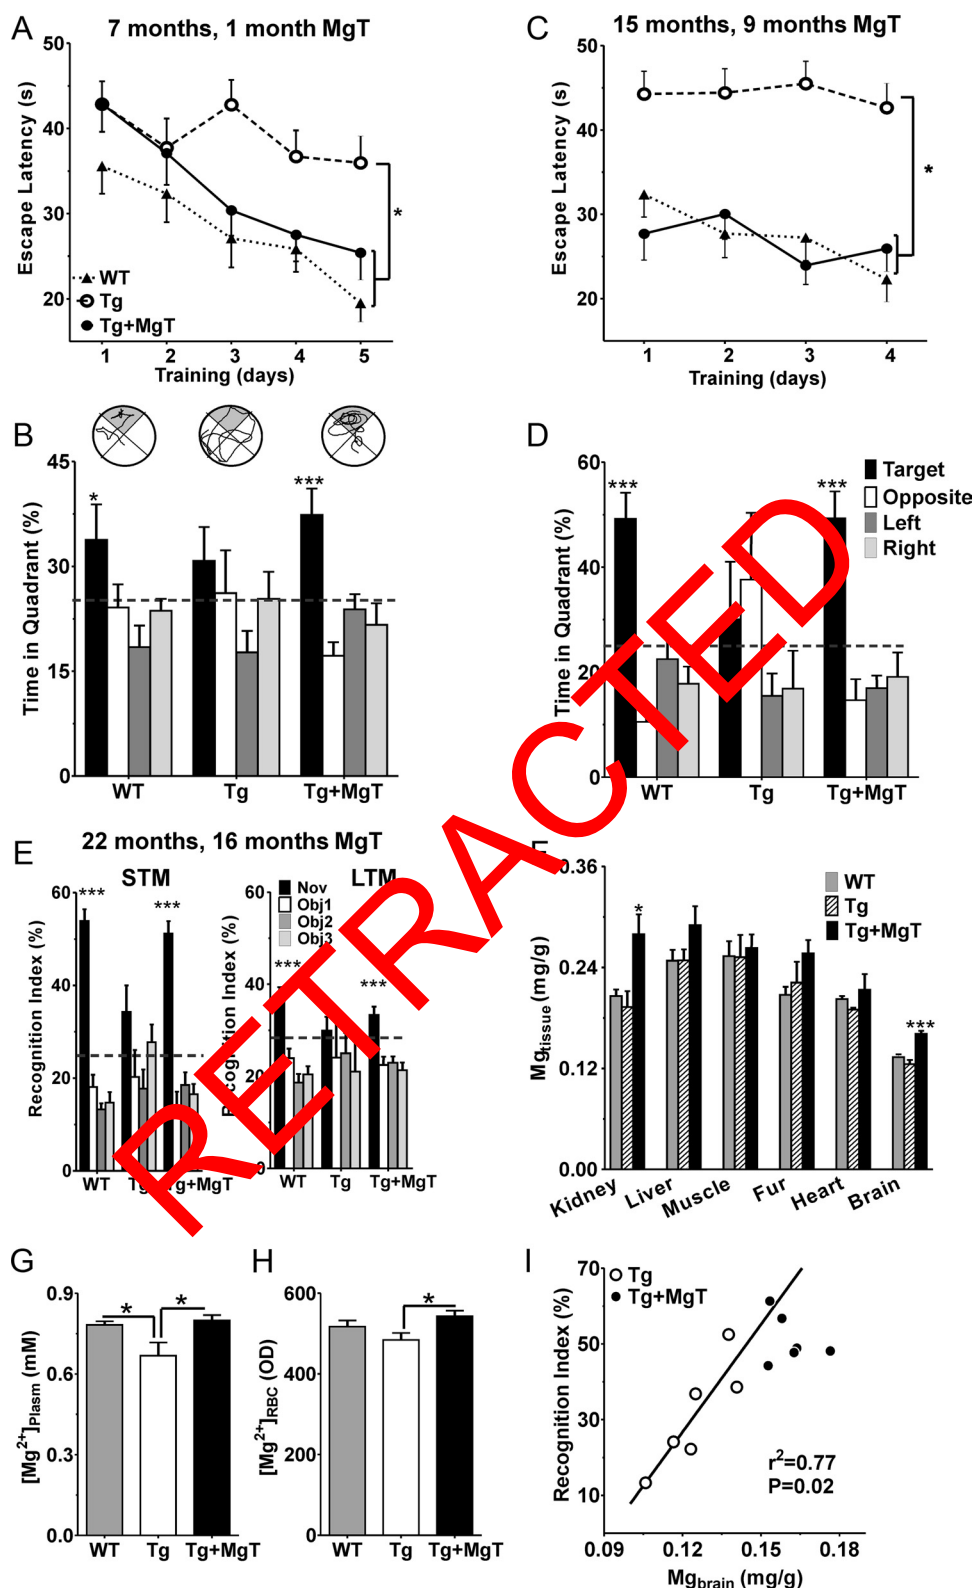 A
7 months, 1 month MgT
50
40
30
20
Escape Latency (s)
WT
Tg
Tg+MgT
*
1 2 3 4 5
Training (days)
C
15 months, 9 months MgT
50
40
30
20
Escape Latency (s)
*
1 2 3 4
Training (days)
B
45
30
15
0
Time in Quadrant (%)
*
***
WT Tg Tg+MgT
D
60
40
20
0
Time in Quadrant (%)
***
***
Target
Opposite
Left
Right
WT Tg Tg+MgT
RETRACTED
E
22 months, 16 months MgT
STM
60
40
20
0
Recognition Index (%)
***
***
WT Tg Tg+MgT
LTM
60
40
20
0
Recognition Index (%)
Nov
Obj1
Obj2
Obj3
***
***
WT Tg Tg+MgT
0.36
0.24
0.12
0.00
Mgtissue (mg/g)
WT
Tg
Tg+MgT
*
***
Kidney Liver Muscle Fur Heart Brain
G
0.9
0.6
0.3
0.0
[Mg2+]Plasm (mM)
* *
WT Tg Tg+MgT
H
600
400
200
0
[Mg2+]RBC (OD)
*
WT Tg Tg+MgT
I
70
50
30
10
Recognition Index (%)
Tg
Tg+MgT
r2=0.77
P=0.02
0.09 0.12 0.15 0.18
Mgbrain (mg/g)